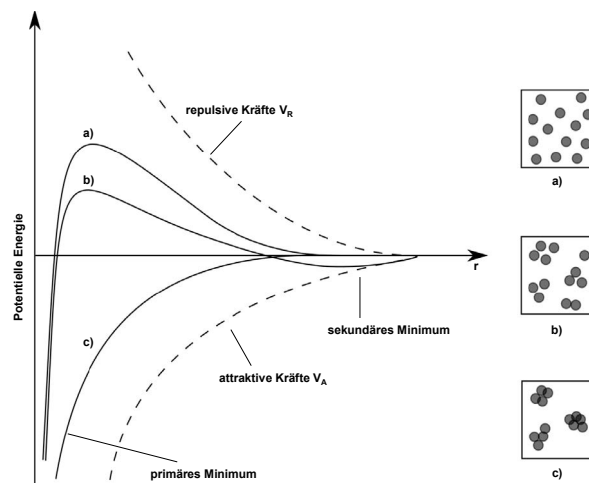 repulsive Kräfte VR
a)
b)
Potentielle Energie
r
sekundäres Minimum
c)
attraktive Kräfte VA
primäres Minimum
a)
b)
c)